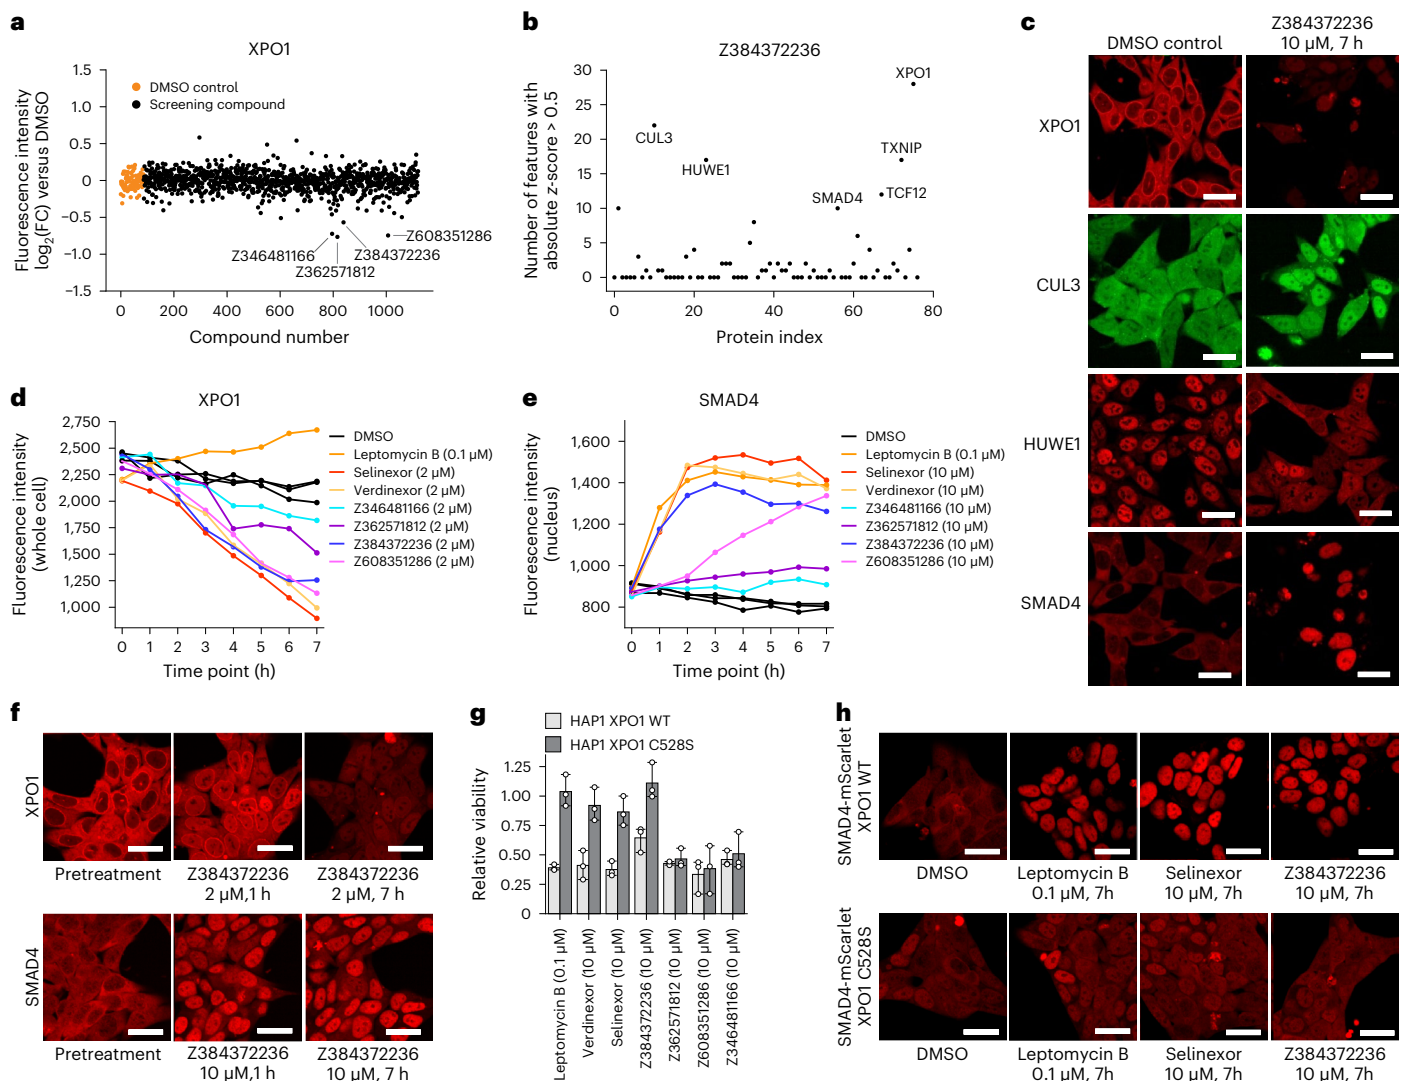 a
XPO1
Fluorescence intensity
log2(FC) versus DMSO
1.5
1.0
0.5
0
−0.5
−1.0
−1.5
DMSO control
Screening compound
Z346481166
Z362571812
Z384372236
Z608351286
0 200 400 600 800 1000
Compound number
b
Z384372236
Number of features with
absolute z-score > 0.5
30
25
20
15
10
5
0
XPO1
CUL3
HUWE1
TXNIP
SMAD4
TCF12
0 20 40 60 80
Protein index
c
DMSO control
Z384372236
10 µM, 7 h
XPO1
CUL3
HUWE1
SMAD4
d
XPO1
Fluorescence intensity
(whole cell)
2,750
2,500
2,250
2,000
1,750
1,500
1,250
1,000
0 1 2 3 4 5 6 7
Time point (h)
DMSO
Leptomycin B (0.1 µM)
Selinexor (2 µM)
Verdinexor (2 µM)
Z346481166 (2 µM)
Z362571812 (2 µM)
Z384372236 (2 µM)
Z608351286 (2 µM)
e
SMAD4
Fluorescence intensity
(nucleus)
1,600
1,400
1,200
1,000
800
0 1 2 3 4 5 6 7
Time point (h)
DMSO
Leptomycin B (0.1 µM)
Selinexor (10 µM)
Verdinexor (10 µM)
Z346481166 (10 µM)
Z362571812 (10 µM)
Z384372236 (10 µM)
Z608351286 (10 µM)
f
XPO1
Pretreatment
Z384372236
2 µM,1 h
Z384372236
2 µM, 7 h
SMAD4
Pretreatment
Z384372236
10 µM,1 h
Z384372236
10 µM, 7 h
g
HAP1 XPO1 WT
HAP1 XPO1 C528S
Relative viability
1.25
1.00
0.75
0.50
0.25
0
Leptomycin B (0.1 µM)
Verdinexor (10 µM)
Selinexor (10 µM)
Z384372236 (10 µM)
Z362571812 (10 µM)
Z608351286 (10 µM)
Z346481166 (10 µM)
h
SMAD4-mScarlet
XPO1 WT
DMSO
Leptomycin B
0.1 µM, 7h
Selinexor
10 µM, 7h
Z384372236
10 µM, 7h
SMAD4-mScarlet
XPO1 C528S
DMSO
Leptomycin B
0.1 µM, 7h
Selinexor
10 µM, 7h
Z384372236
10 µM, 7h